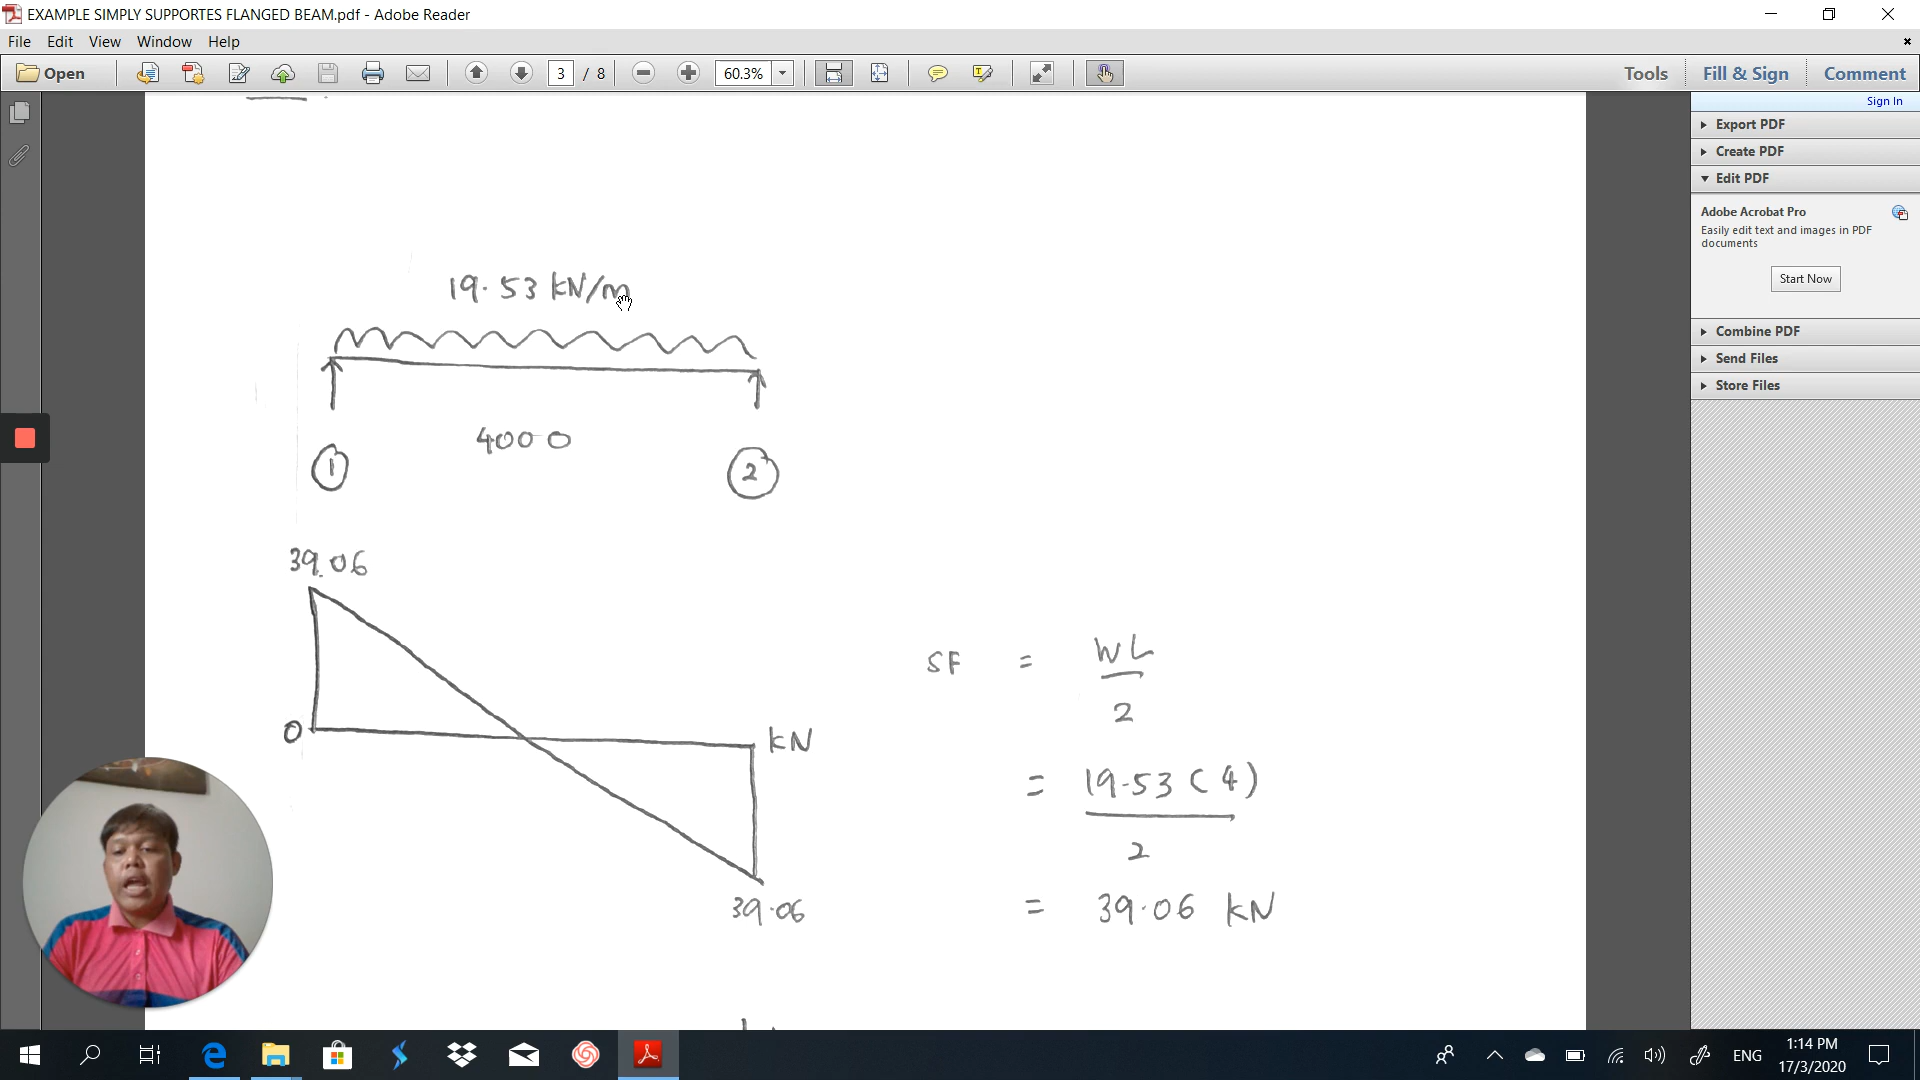 EXAMPLE SIMPLY SUPPORTES FLANGED BEAM.pdf - Adobe Reader
File Edit View Window Help
Open 3 / 8 60.3% Tools Fill & Sign Comment
Sign In
Export PDF
Create PDF
Edit PDF
Adobe Acrobat Pro
Easily edit text and images in PDF
documents
Start Now
Combine PDF
Send Files
Store Files
19.53 kN/m
4000
1 2
39.06
0 kN
39.06
SF = WL
2
= 19.53 (4)
2
= 39.06 kN
ENG 1:14 PM
17/3/2020